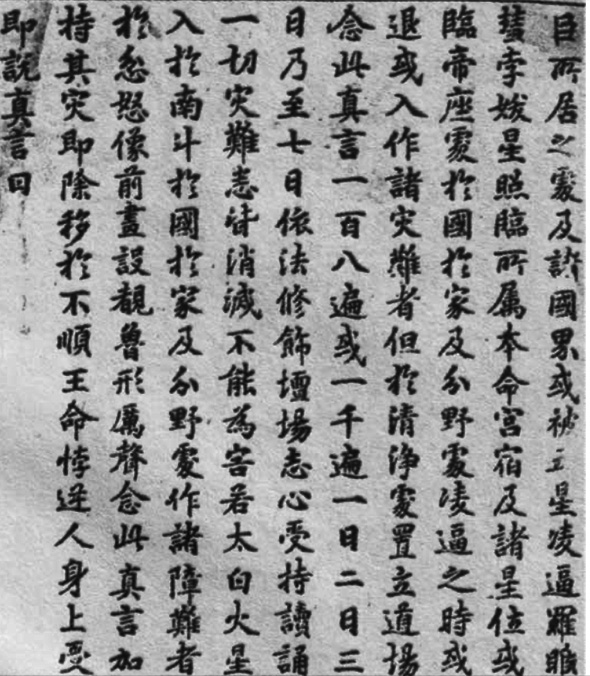 臣所居之處及諸國界或被五星凌逼羅睺
彗孛妖星照臨所属本命宫宿及諸星位或
臨帝座處於國於家及分野處凌逼之時或
退或入作諸灾難者但於清浄處置立道場
念此真言一百八遍或一千遍一日二日三
日乃至七日依法修飾壇場志心受持讀誦
一切灾難悉皆消滅不能為害若太白火星
入於南斗於國於家及分野處作諸障難者
於忿怒像前畫設覩魯形厲聲念此真言加
持其灾即除移於不順王命悖逆人身上受
即説真言曰